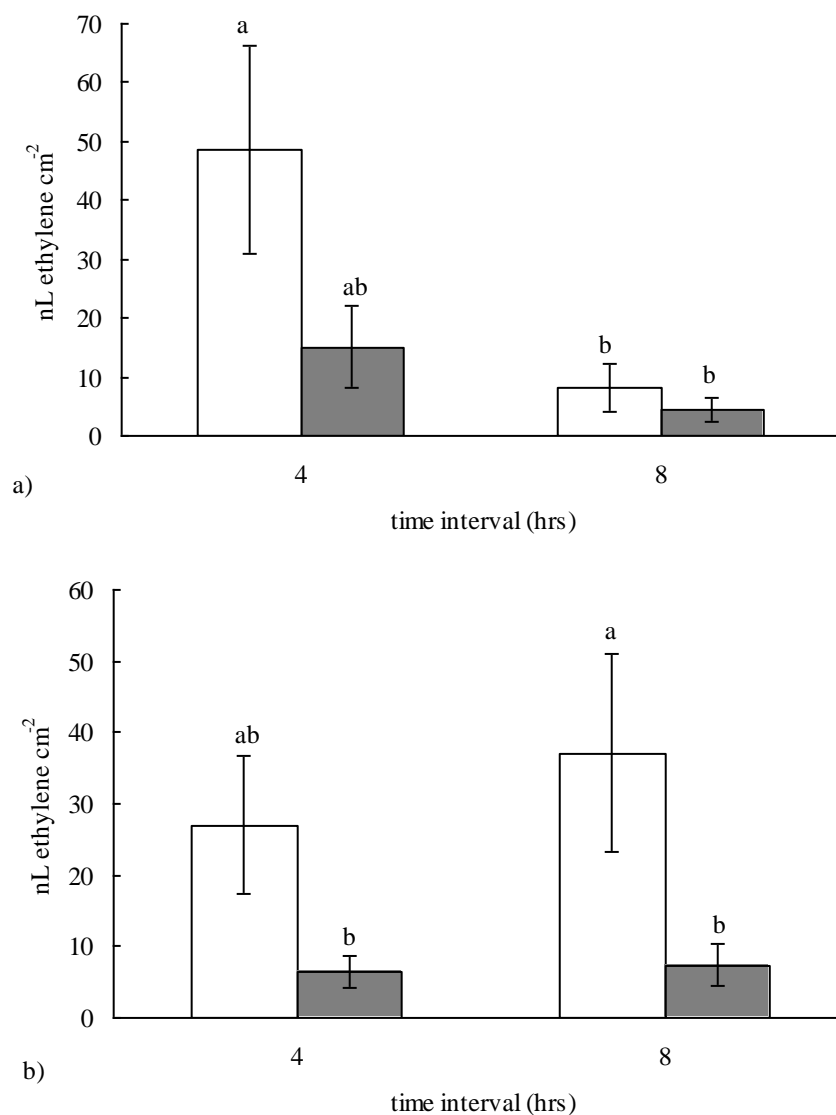 70
a
60
50
nL ethylene cm-2
40
30
ab
20
b
b
10
0
4
8
a)
time interval (hrs)
60
a
50
nL ethylene cm-2
40
ab
30
20
b
b
10
0
4
8
b)
time interval (hrs)